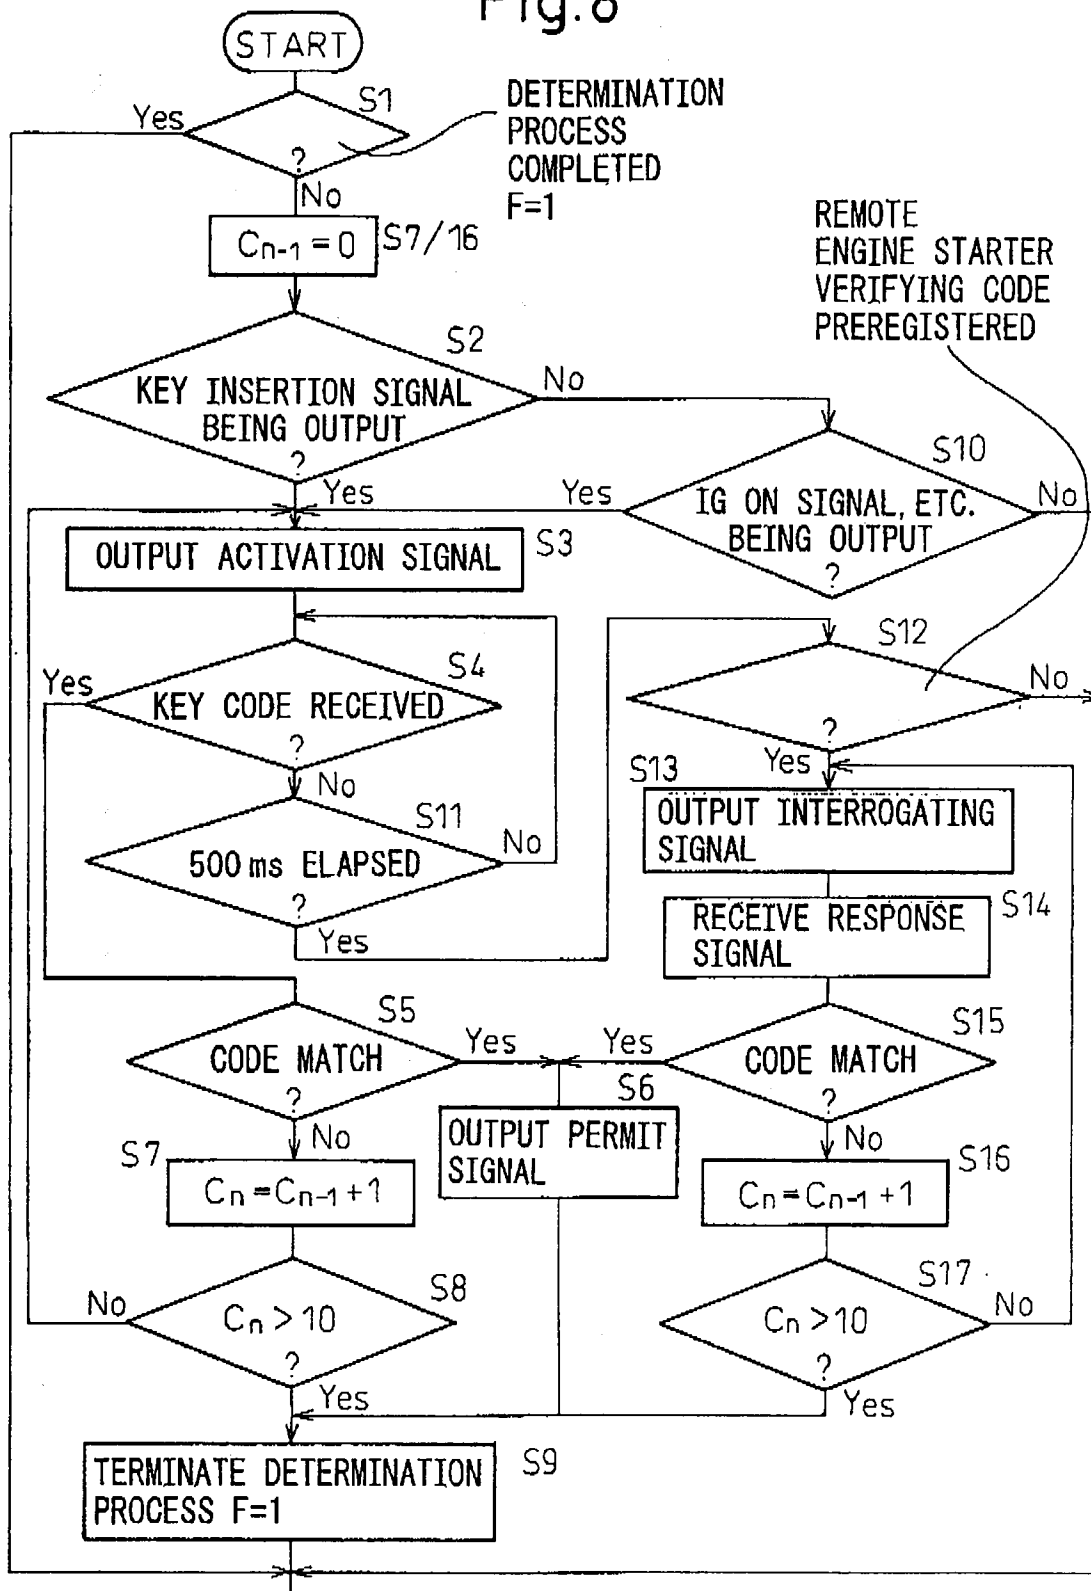 Fig. 8
START
Yes
S1
DETERMINATION
PROCESS
COMPLETED
F=1
?
No
Cn-1 = 0
S7/16
REMOTE
ENGINE STARTER
VERIFYING CODE
PREREGISTERED
S2
KEY INSERTION SIGNAL
BEING OUTPUT
?
No
Yes
S10
IG ON SIGNAL, ETC.
BEING OUTPUT
?
Yes
No
OUTPUT ACTIVATION SIGNAL
S3
S4
Yes
KEY CODE RECEIVED
?
No
S12
No
?
Yes
S11
500 ms ELAPSED
No
?
Yes
S13
OUTPUT INTERROGATING
SIGNAL
S14
RECEIVE RESPONSE
SIGNAL
S5
CODE MATCH
?
Yes
No
S15
Yes
CODE MATCH
?
No
S6
OUTPUT PERMIT
SIGNAL
S7
Cn = Cn-1 +1
S16
Cn = Cn-1 +1
S8
No
Cn > 10
?
Yes
S17
Cn > 10
No
?
Yes
S9
TERMINATE DETERMINATION
PROCESS F=1